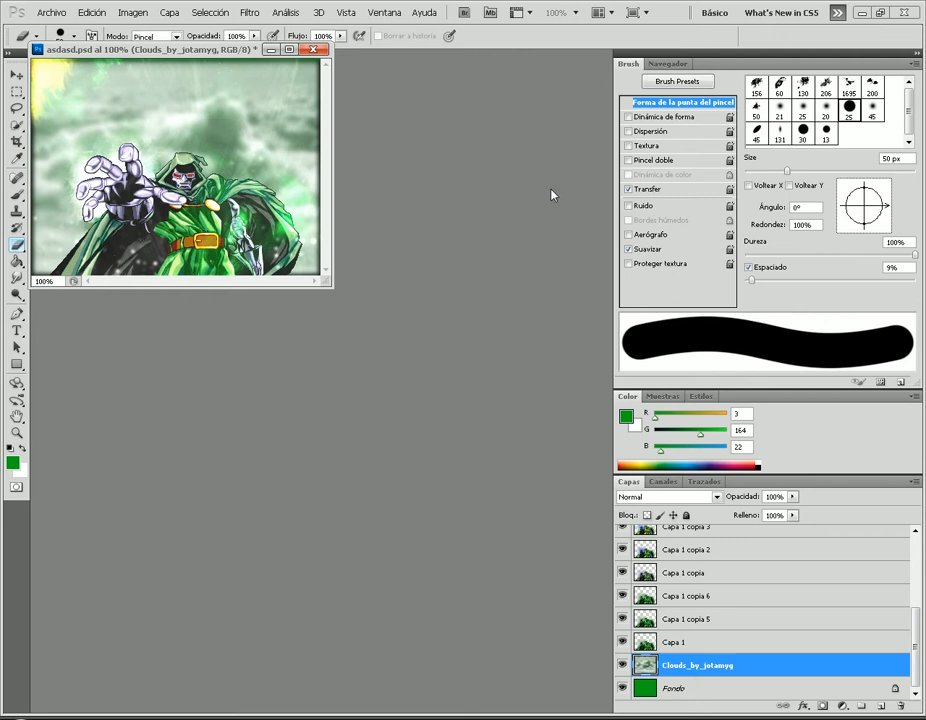 Ps Archivo Edición Imagen Capa Selección Filtro Análisis 3D Vista Ventana Ayuda Br Mb 100% Básico What's New in CS5
Modo: Pincel Opacidad: 100% Flujo: 100% Borrar a historia
asdasd.psd al 100% (Clouds_by_jotamyg, RGB/8) *
100%
Brush Navegador
Brush Presets
Forma de la punta del pincel
Dinámica de forma
Dispersión
Textura
Pincel doble
Dinámica de color
Transfer
Ruido
Bordes húmedos
Aerógrafo
Suavizar
Proteger textura
156 60 130 206 1695 200
50 21 25 20 25 45
45 131 30 13
Size 50 px
Voltear X Voltear Y
Ángulo: 0°
Redondez: 100%
Dureza 100%
Espaciado 9%
Color Muestras Estilos
R 3
G 164
B 22
Capas Canales Trazados
Normal Opacidad: 100%
Bloq.: Relleno: 100%
Capa 1 copia 3
Capa 1 copia 2
Capa 1 copia
Capa 1 copia 6
Capa 1 copia 5
Capa 1
Clouds_by_jotamyg
Fondo